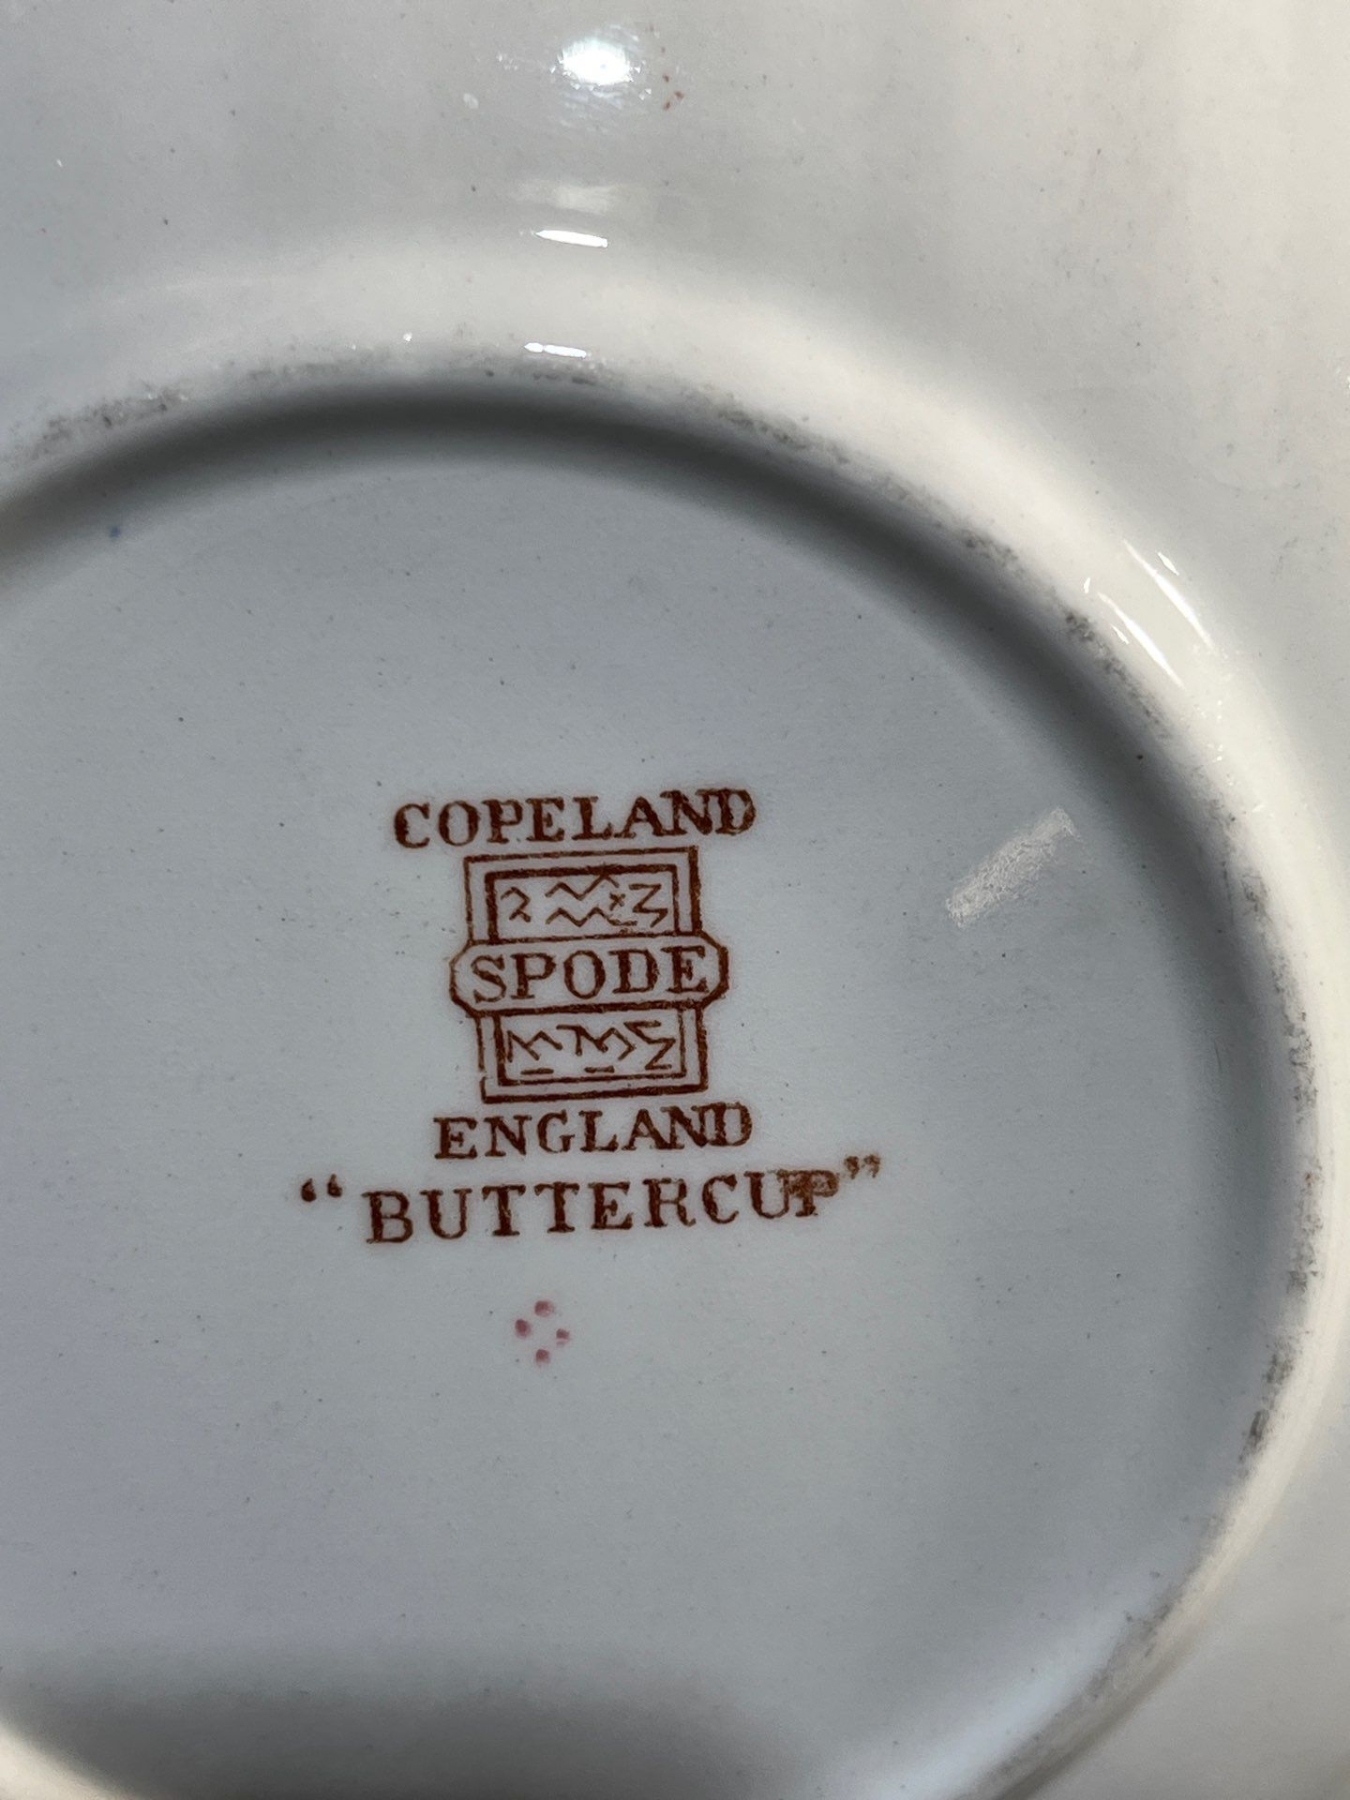 COPELAND
SPODE
ENGLAND
“BUTTERCUP”